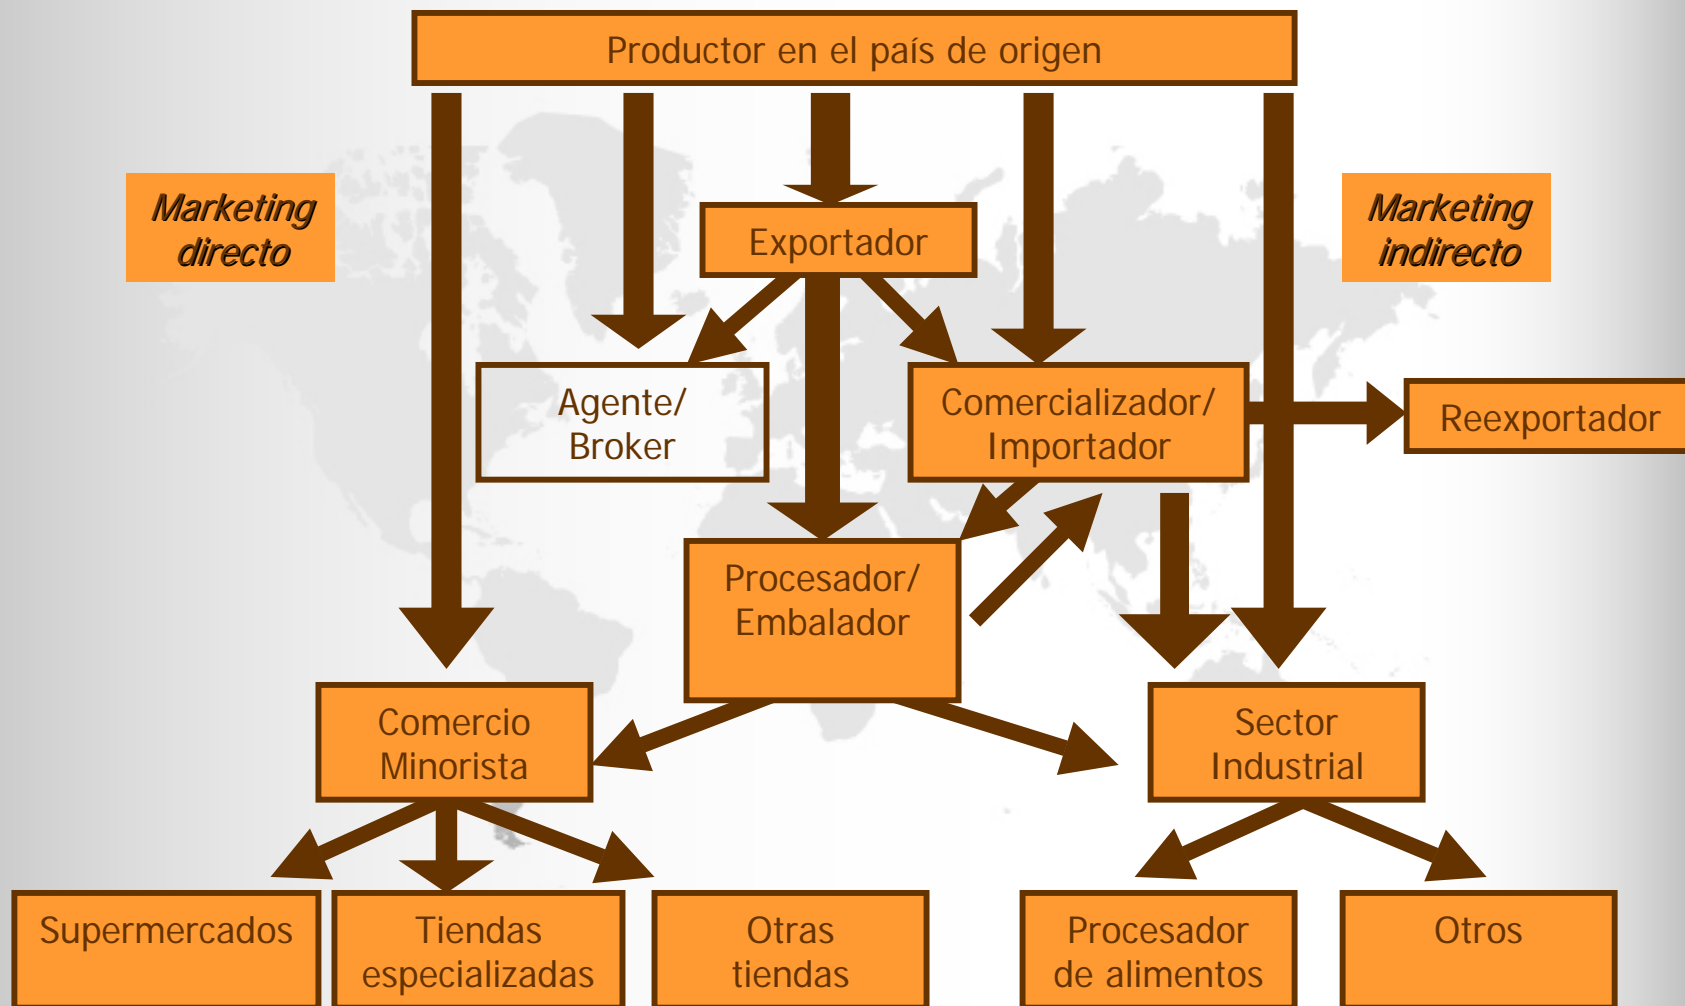 Productor en el país de origen
Marketing
directo
Exportador
Marketing
indirecto
Agente/
Broker
Comercializador/
Importador
Reexportador
Procesador/
Embalador
Comercio
Minorista
Sector
Industrial
Supermercados
Tiendas
especializadas
Otras
tiendas
Procesador
de alimentos
Otros